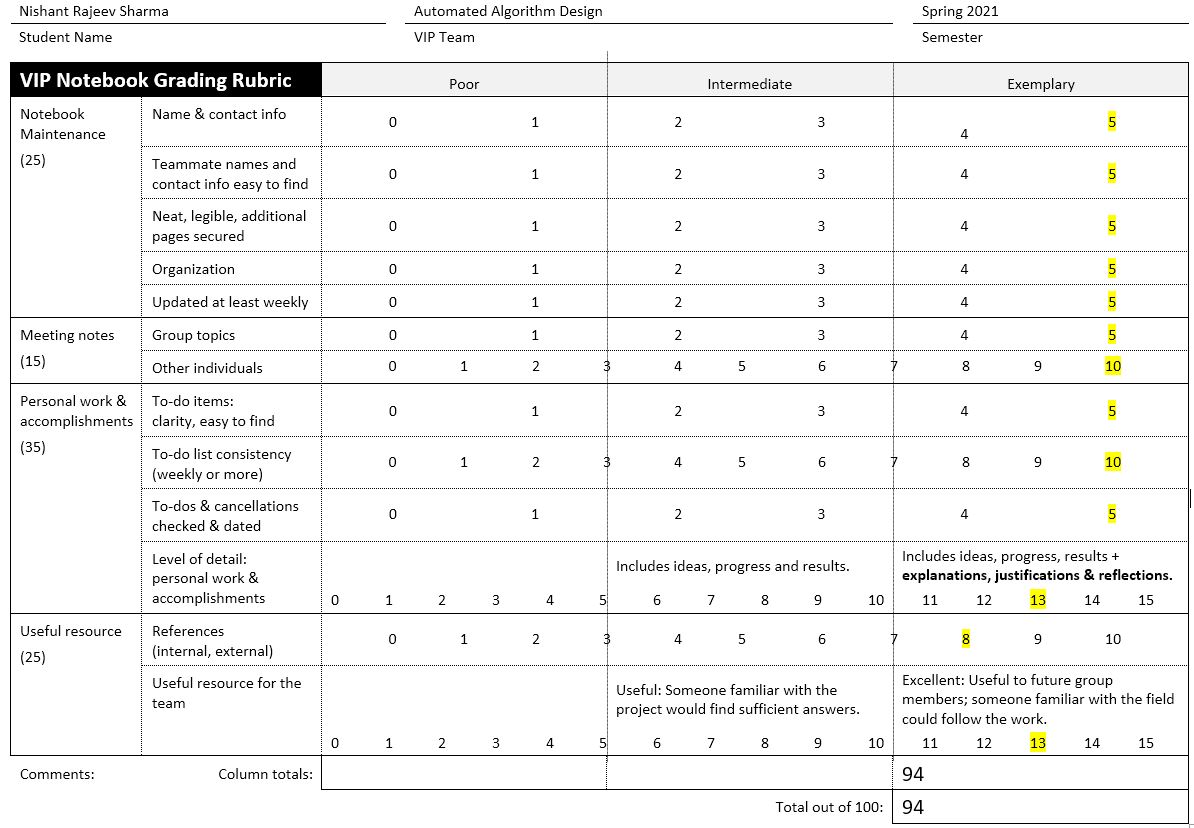 Nishant Rajeev Sharma Automated Algorithm Design Spring 2021
Student Name VIP Team Semester
VIP Notebook Grading Rubric Poor Intermediate Exemplary
Notebook Maintenance (25)
Name & contact info 0 1 2 3 4 5
Teammate names and
contact info easy to find 0 1 2 3 4 5
Neat, legible, additional
pages secured 0 1 2 3 4 5
Organization 0 1 2 3 4 5
Updated at least weekly 0 1 2 3 4 5
Meeting notes
(15)
Group topics 0 1 2 3 4 5
Other individuals 0 1 2 3 4 5 6 7 8 9 10
Personal work &
accomplishments
(35)
To-do items:
clarity, easy to find 0 1 2 3 4 5
To-do list consistency
(weekly or more) 0 1 2 3 4 5 6 7 8 9 10
To-dos & cancellations
checked & dated 0 1 2 3 4 5
Level of detail:
personal work &
accomplishments
Includes ideas, progress and results.
Includes ideas, progress, results +
explanations, justifications & reflections.
0 1 2 3 4 5 6 7 8 9 10 11 12 13 14 15
Useful resource
(25)
References
(internal, external) 0 1 2 3 4 5 6 7 8 9 10
Useful resource for the
team
Useful: Someone familiar with the
project would find sufficient answers.
Excellent: Useful to future group
members; someone familiar with the field
could follow the work.
0 1 2 3 4 5 6 7 8 9 10 11 12 13 14 15
Comments: Column totals: 94
Total out of 100: 94